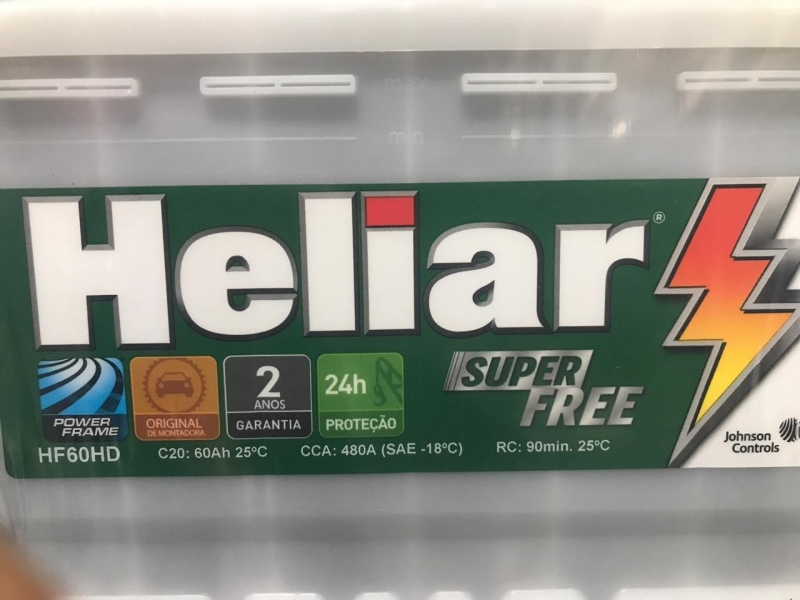 max
min
Heliar®
POWER
FRAME
ORIGINAL
DE MONTADORA
2
ANOS
GARANTIA
24h
PROTEÇÃO
SUPER
FREE
HF60HD
C20: 60Ah 25ºC
CCA: 480A (SAE -18ºC)
RC: 90min. 25ºC
Johnson
Controls